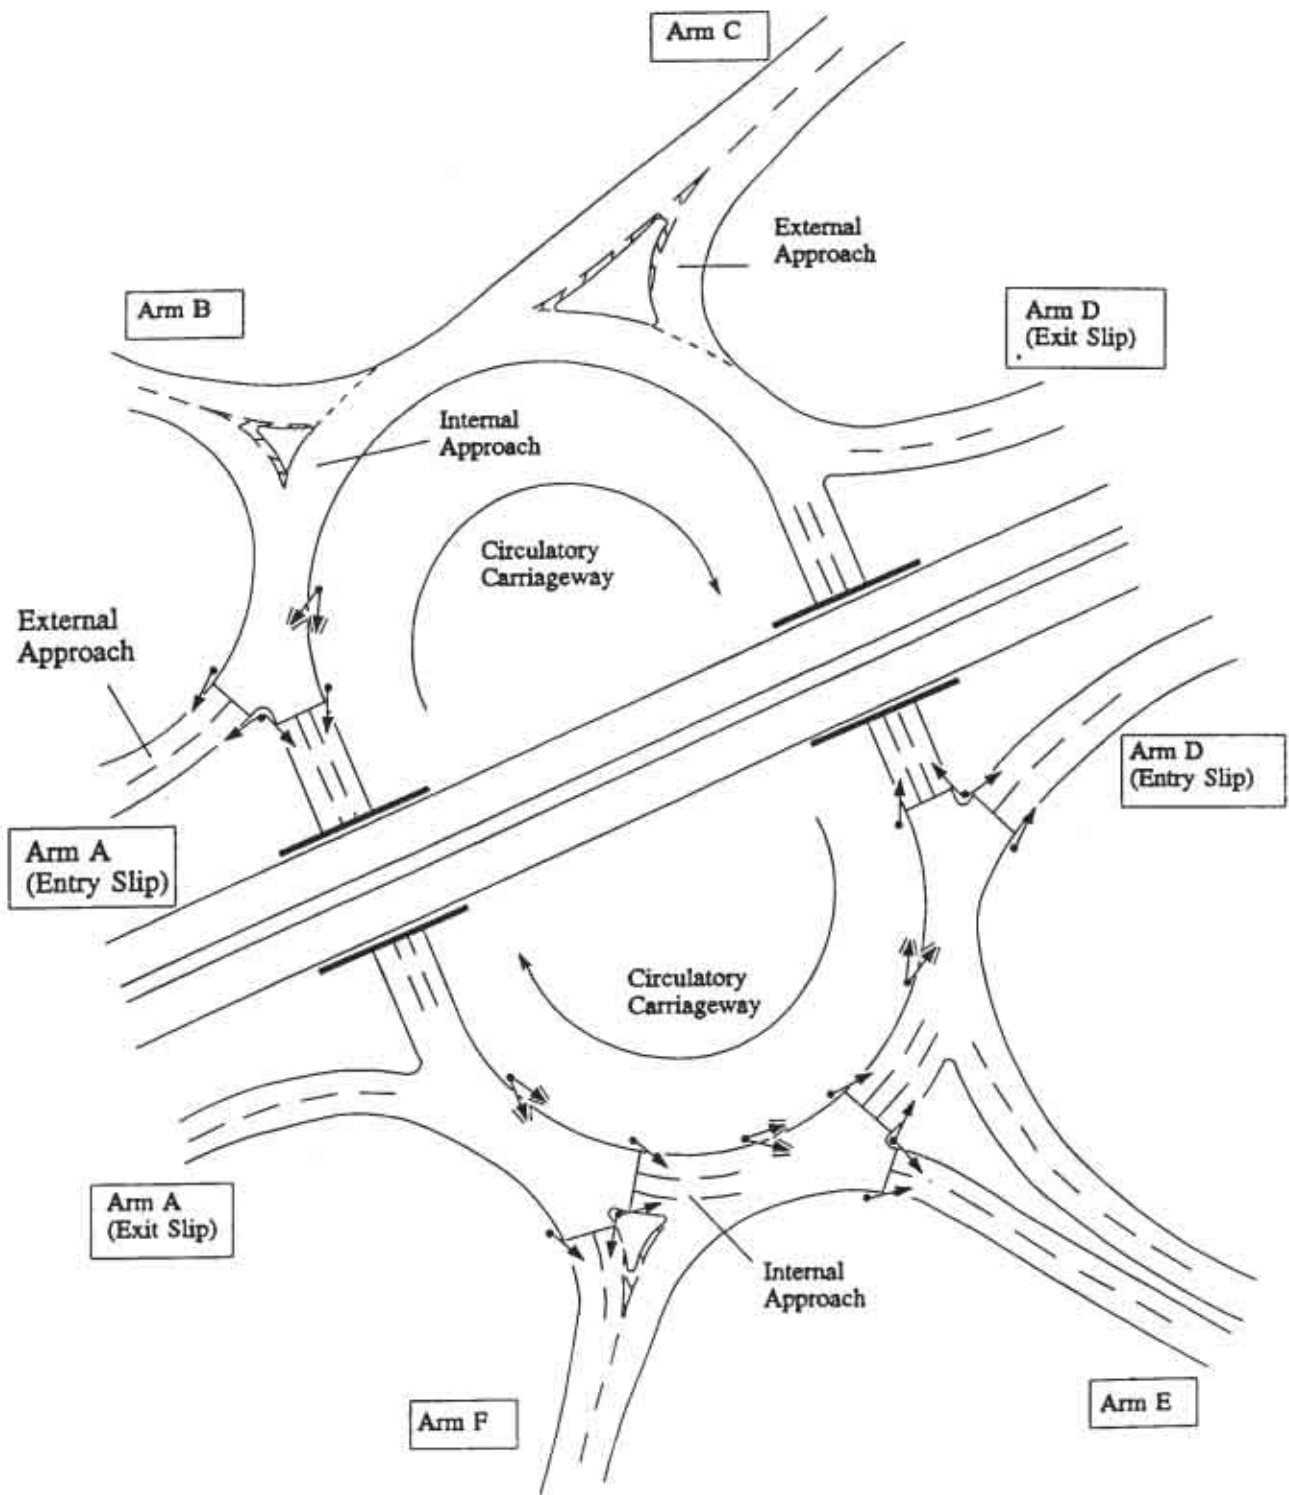 Arm C
External
Approach
Arm B
Arm D
(Exit Slip)
Internal
Approach
Circulatory
Carriageway
External
Approach
Arm D
(Entry Slip)
Arm A
(Entry Slip)
Circulatory
Carriageway
Arm A
(Exit Slip)
Internal
Approach
Arm E
Arm F